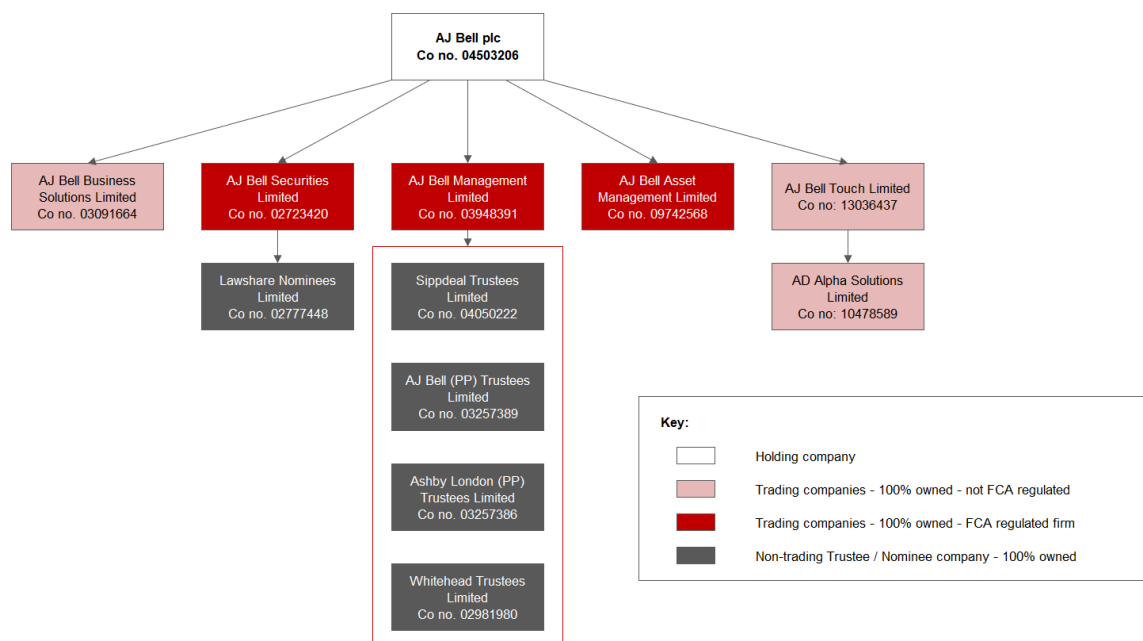 AJ Bell plc
Co no. 04503206
AJ Bell Business
Solutions Limited
Co no. 03091664
AJ Bell Securities
Limited
Co no. 02723420
AJ Bell Management
Limited
Co no. 03948391
AJ Bell Asset
Management Limited
Co no. 09742568
AJ Bell Touch Limited
Co no: 13036437
Lawshare Nominees
Limited
Co no. 02777448
Sippdeal Trustees
Limited
Co no. 04050222
AD Alpha Solutions
Limited
Co no: 10478589
AJ Bell (PP) Trustees
Limited
Co no. 03257389
Ashby London (PP)
Trustees Limited
Co no. 03257386
Whitehead Trustees
Limited
Co no. 02981980
Key:
Holding company
Trading companies - 100% owned - not FCA regulated
Trading companies - 100% owned - FCA regulated firm
Non-trading Trustee / Nominee company - 100% owned